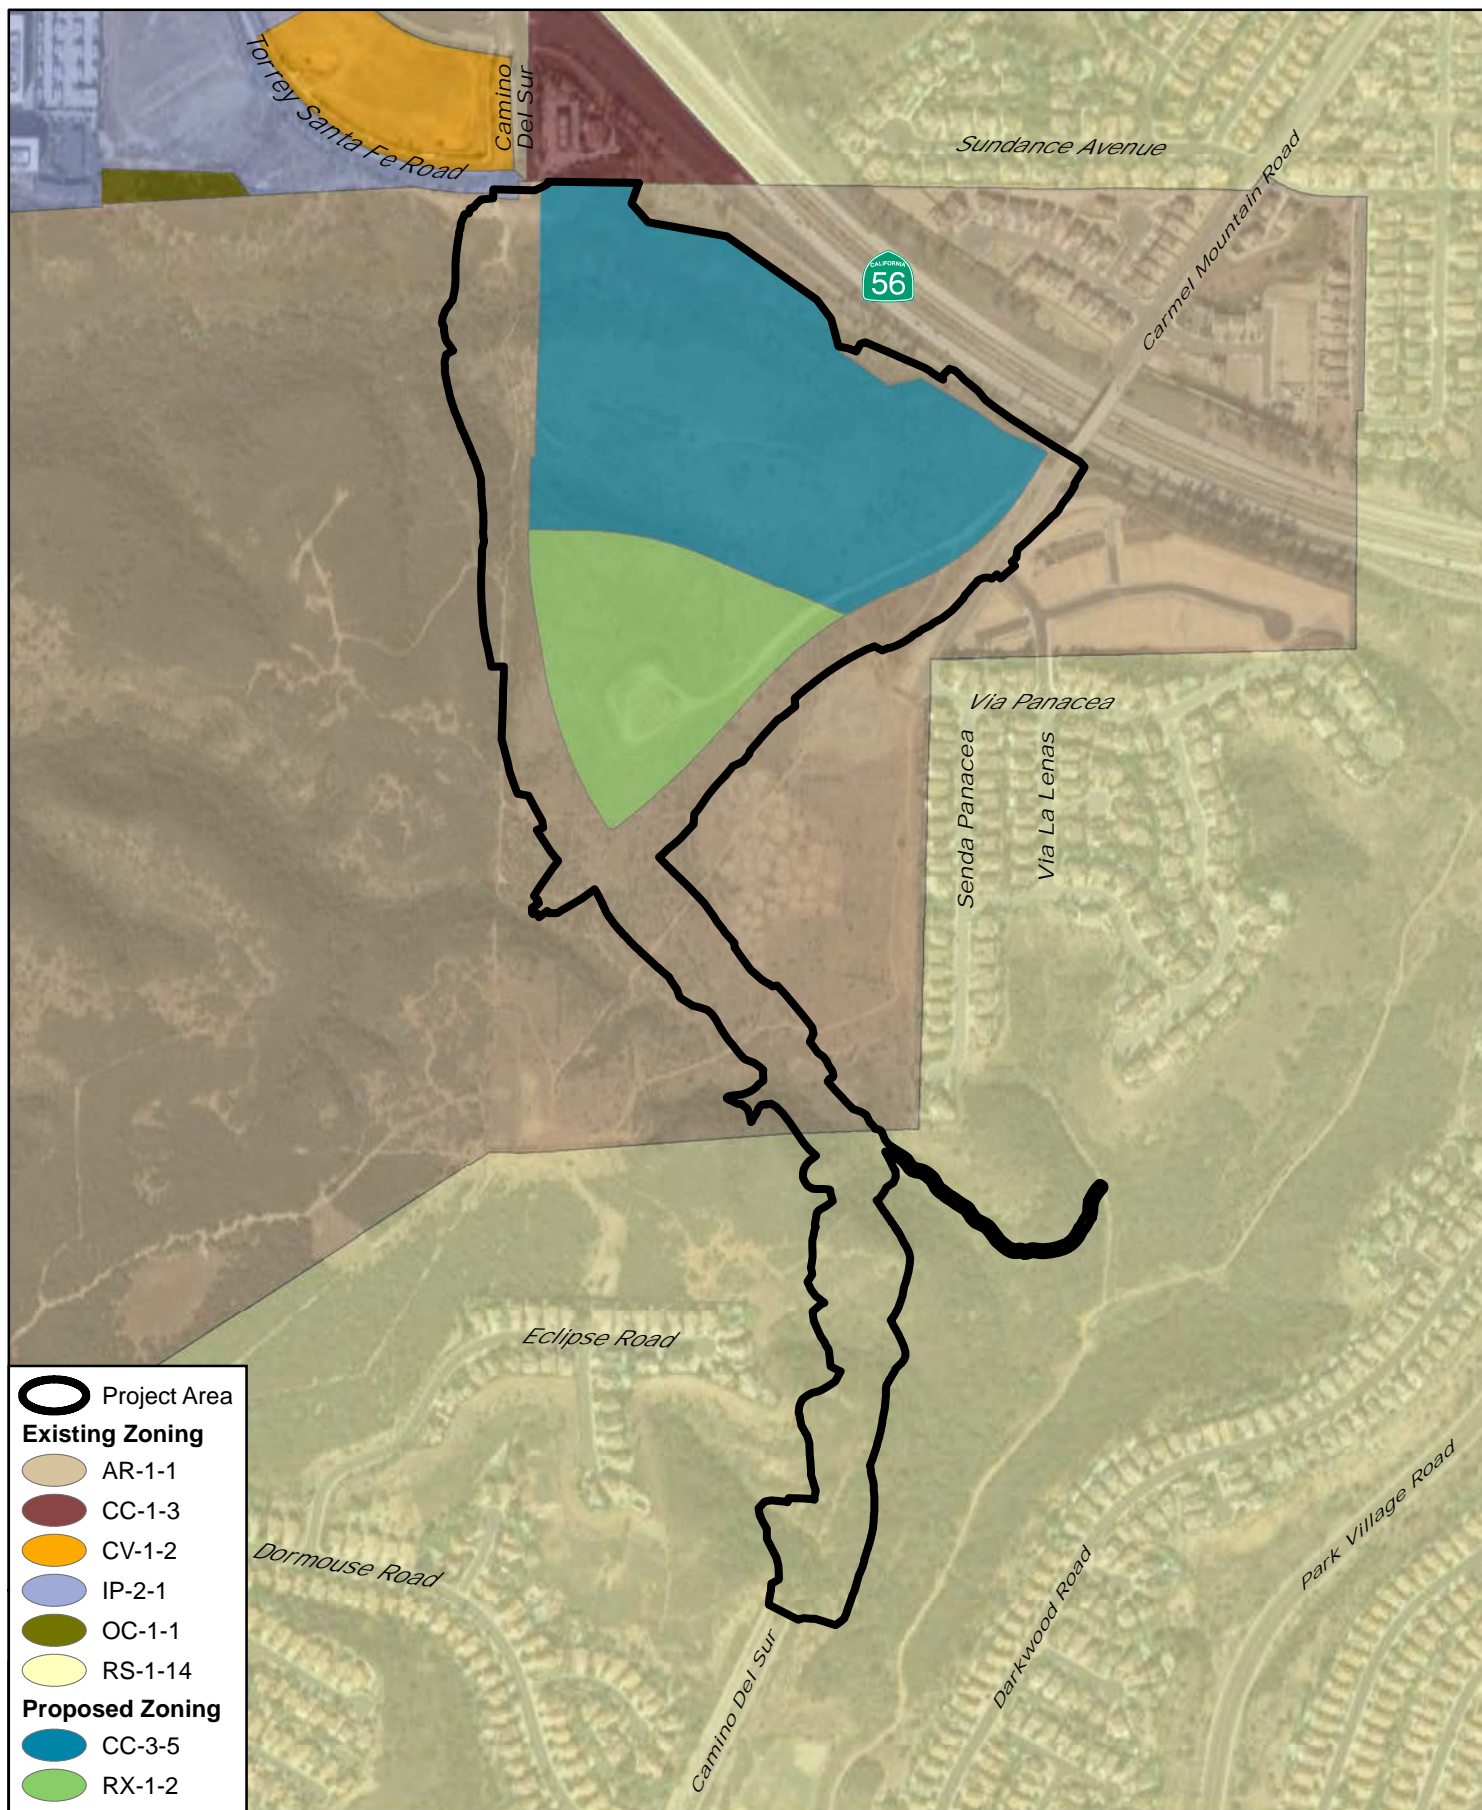 Torrey Santa Fe Road
Camino
Del Sur
Sundance Avenue
Carmel Mountain Road
CALIFORNIA
56
Via Panacea
Senda Panacea
Via La Lenas
Eclipse Road
Dormouse Road
Camino Del Sur
Darkwood Road
Park Village Road
Project Area
Existing Zoning
AR-1-1
CC-1-3
CV-1-2
IP-2-1
OC-1-1
RS-1-14
Proposed Zoning
CC-3-5
RX-1-2